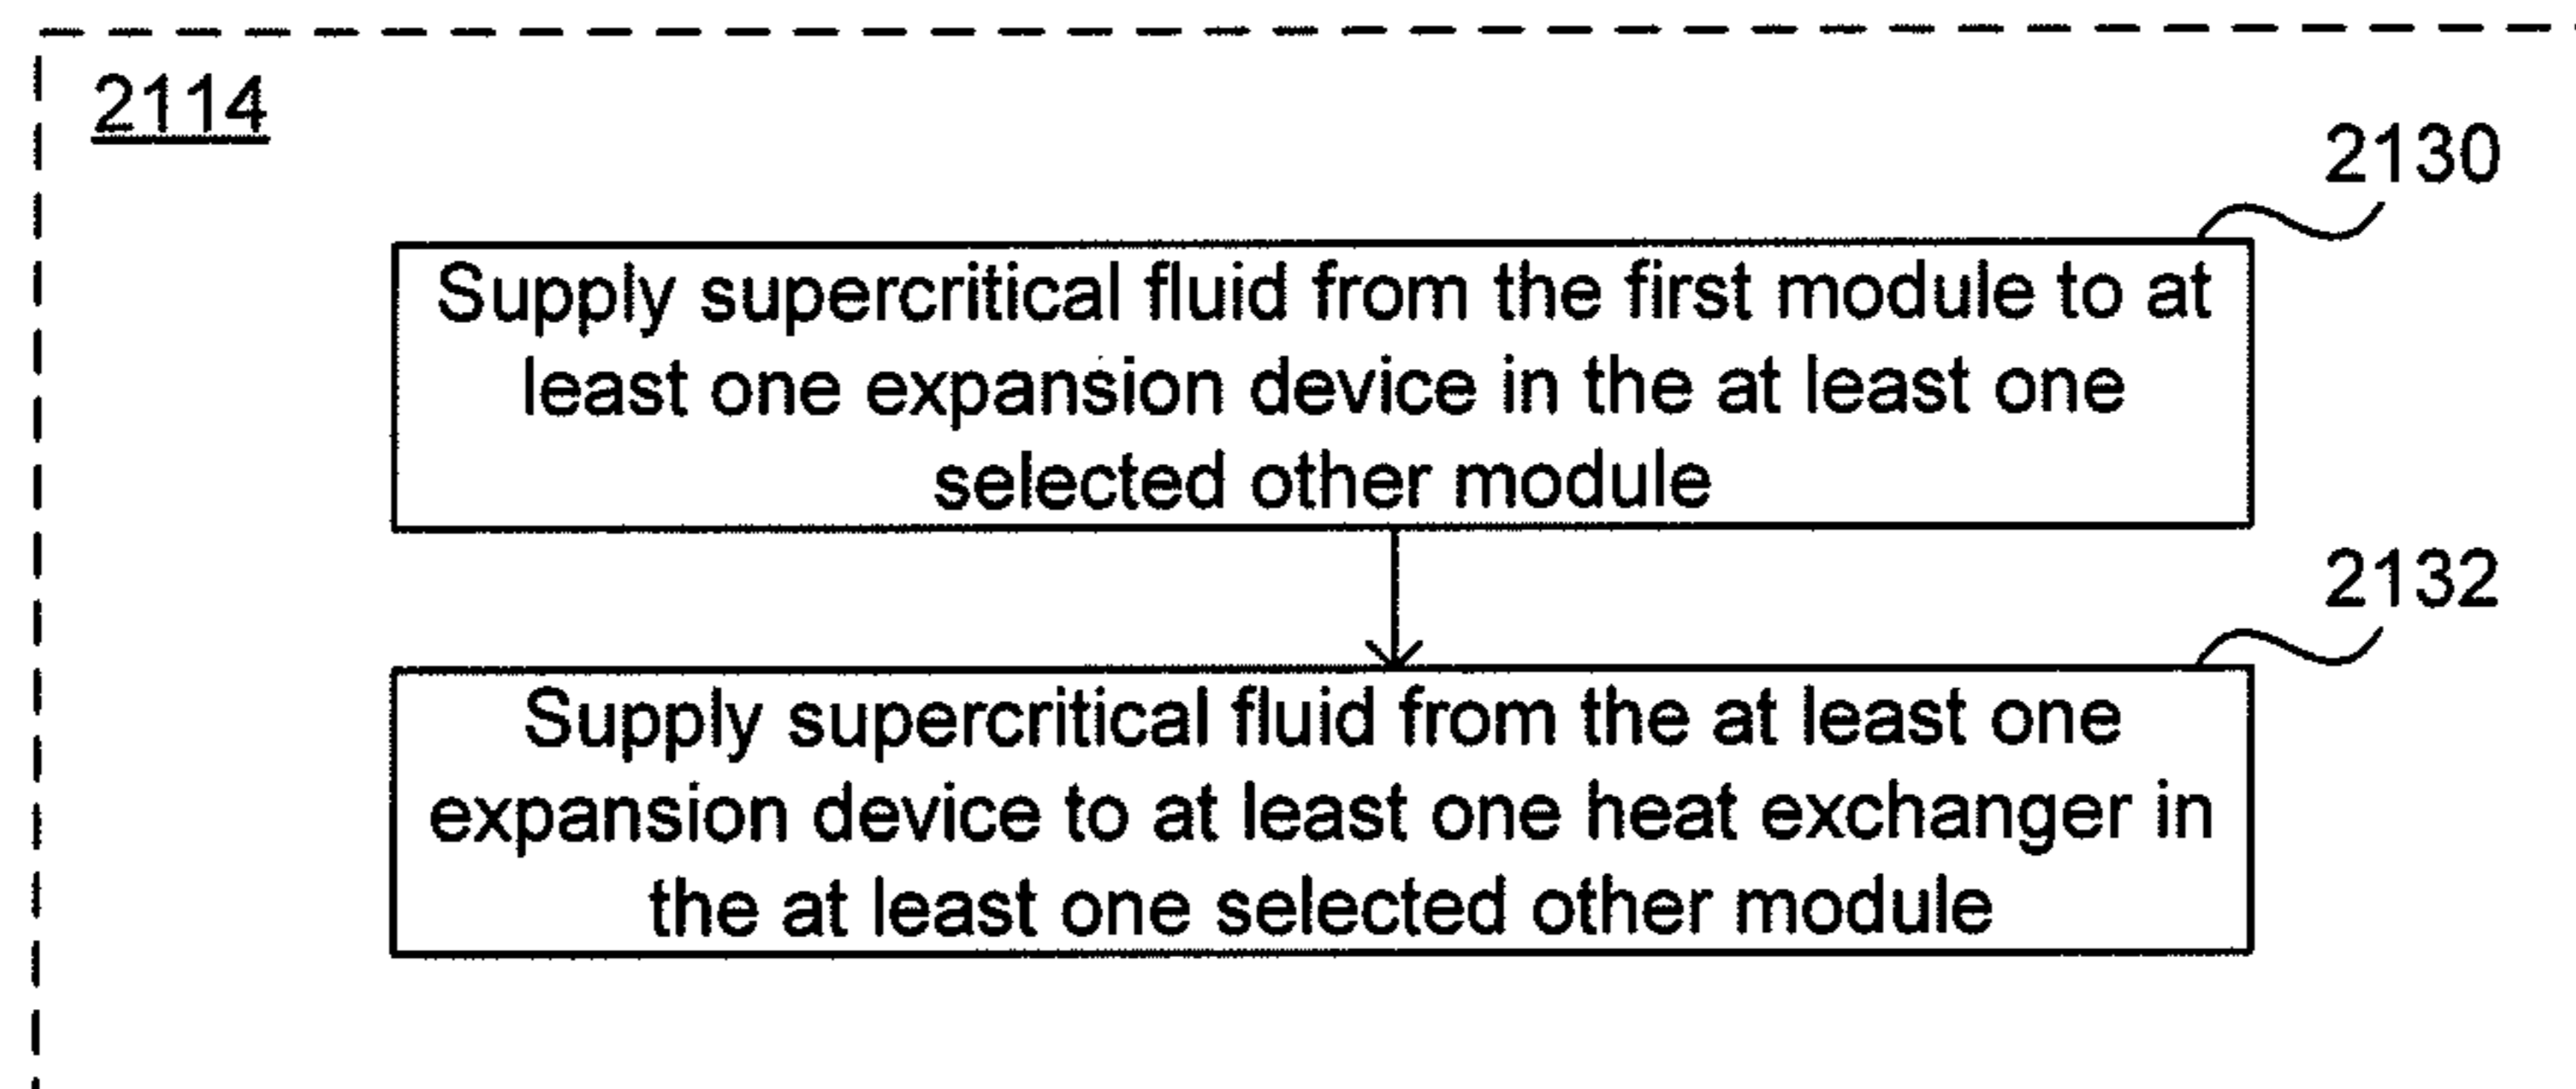 2114
2130
Supply supercritical fluid from the first module to at
least one expansion device in the at least one
selected other module
2132
Supply supercritical fluid from the at least one
expansion device to at least one heat exchanger in
the at least one selected other module